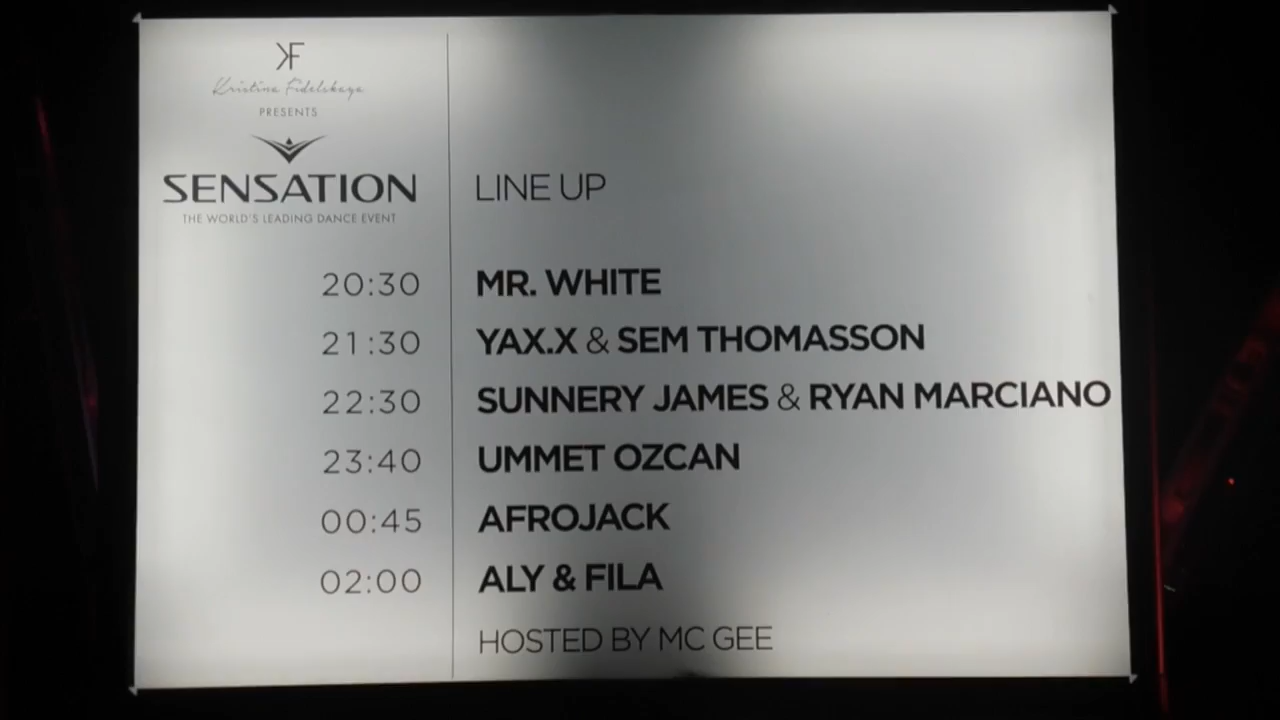 KF
Kristina Fidelskaya
PRESENTS
SENSATION
THE WORLD'S LEADING DANCE EVENT
LINE UP
20:30 MR. WHITE
21:30 YAX.X & SEM THOMASSON
22:30 SUNNERY JAMES & RYAN MARCIANO
23:40 UMMET OZCAN
00:45 AFROJACK
02:00 ALY & FILA
HOSTED BY MC GEE